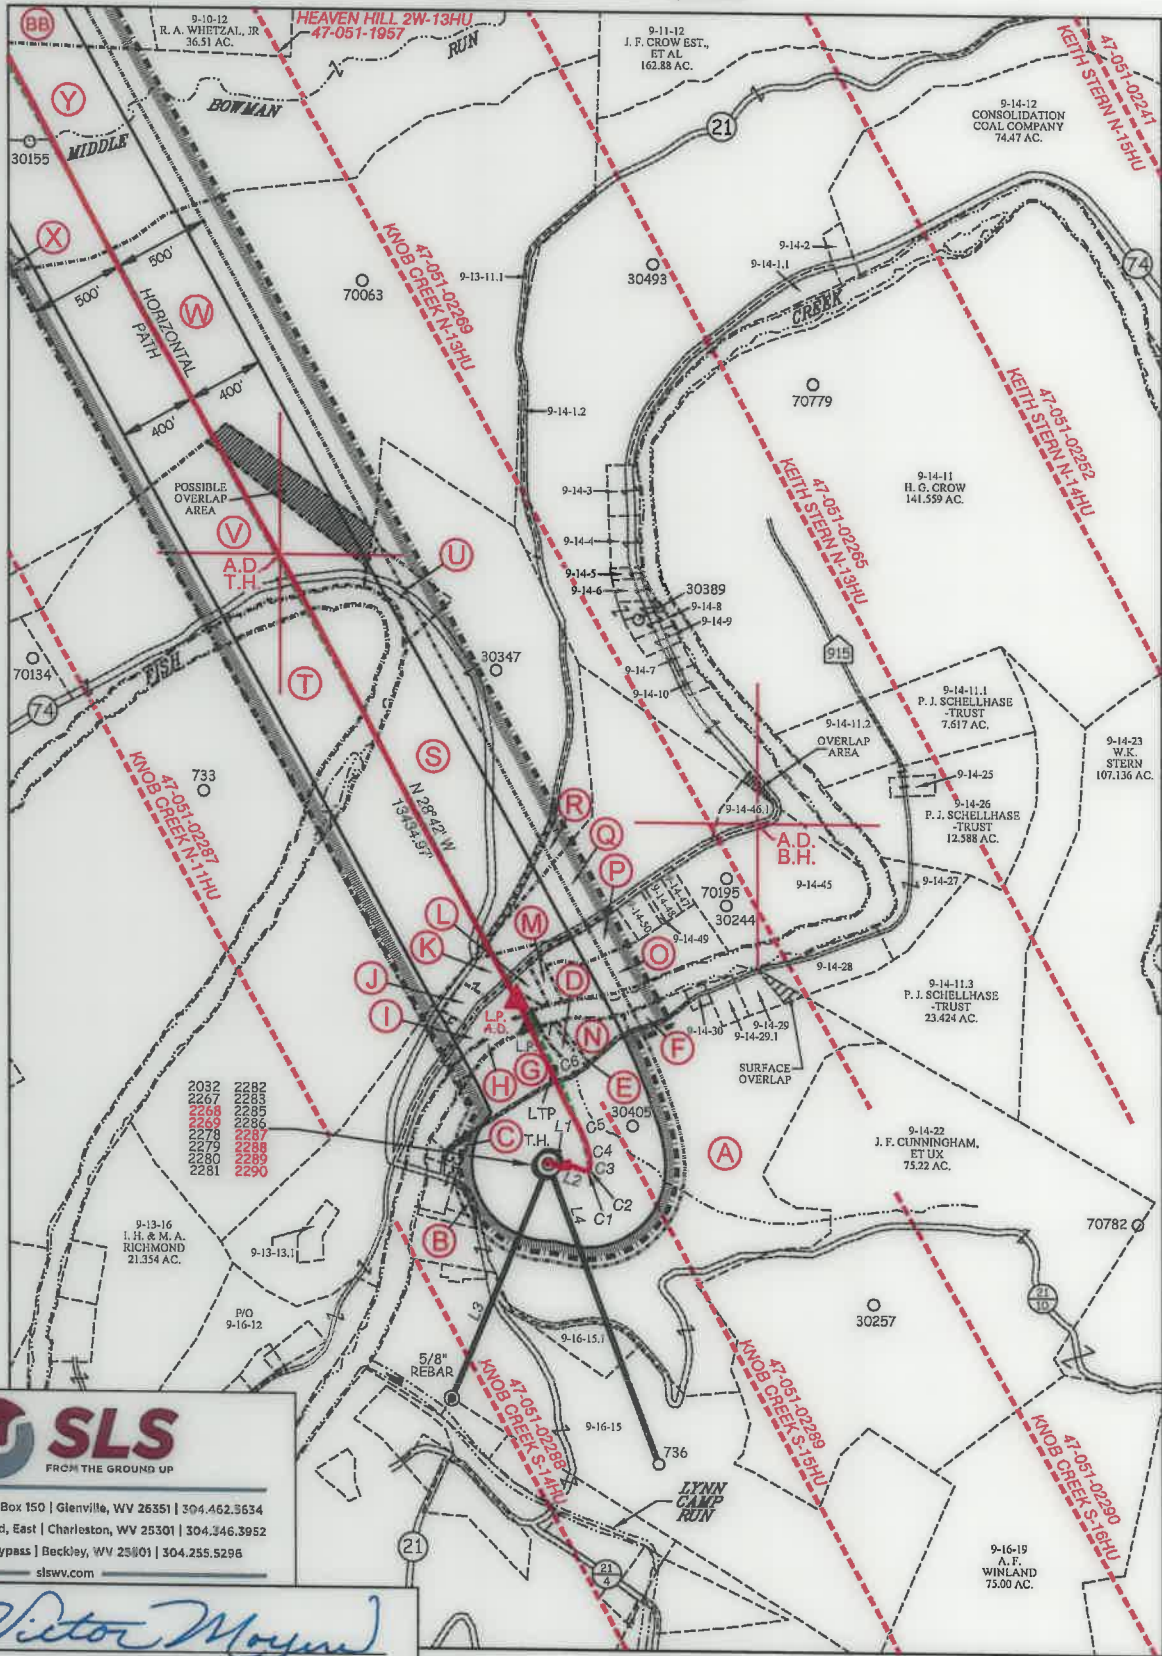 BB
9-10-12
R. A. WHETZAL, JR
36.51 AC.
HEAVEN HILL 2W-13HU
47-051-1957
RUN
BOWMAN
MIDDLE
Y
30155
X
9-11-12
J. F. CROW EST.,
ET AL
162.88 AC.
21
9-14-12
CONSOLIDATION
COAL COMPANY
74.47 AC.
47-051-02241
KEITH STERN N-15HU
74
500'
500'
W
HORIZONTAL
PATH
400'
400'
70063
47-051-02269
KNOB CREEK N-13HU
9-13-11.1
30493
9-14-2
9-14-1.1
CREEK
70779
9-14-1.2
47-051-02252
KEITH STERN N-14HU
9-14-11
H. G. CROW
141.559 AC.
47-051-02265
KEITH STERN N-13HU
POSSIBLE
OVERLAP
AREA
V
A.D.
T.H.
U
9-14-3
9-14-4
9-14-5
9-14-6
30389
9-14-8
9-14-9
9-14-7
9-14-10
915
FISH
70134
74
T
30347
9-14-11.1
P. J. SCHELLHASE
-TRUST
7.617 AC.
9-14-11.2
OVERLAP
AREA
9-14-23
W.K.
STERN
107.136 AC.
9-14-25
9-14-26
P. J. SCHELLHASE
-TRUST
12.588 AC.
733
S
N 28°42' W
13434.97'
47-051-02287
KNOB CREEK N-11HU
R
Q
P
9-14-46.1
A.D.
B.H.
70195
30244
9-14-45
9-14-27
9-14-47
9-14-48
9-14-50
9-14-49
L
K
M
J
I
D
O
L.P.
A.D.
L.P.
N
F
C6
G
H
E
9-14-28
9-14-30
9-14-29
9-14-29.1
SURFACE
OVERLAP
9-14-11.3
P. J. SCHELLHASE
-TRUST
23.424 AC.
2032 2282
2267 2283
2268 2285
2269 2286
2278 2287
2279 2288
2280 2289
2281 2290
LTP
C
T.H.
L1
L2
30405
C5
C4
C3
C2
C1
L4
A
9-14-22
J. F. CUNNINGHAM,
ET UX
75.22 AC.
70782
B
9-13-16
I. H. & M. A.
RICHMOND
21.354 AC.
9-13-13.1
P/O
9-16-12
L3
9-16-15.1
21
10
30257
5/8"
REBAR
47-051-02288
KNOB CREEK S-14HU
9-16-15
736
47-051-02289
KNOB CREEK S-15HU
47-051-02290
KNOB CREEK S-16HU
LYNN
CAMP
RUN
21
21
4
9-16-19
A. F.
WINLAND
75.00 AC.
SLS
FROM THE GROUND UP
Box 150 | Glenville, WV 26351 | 304.462.5634
d, East | Charleston, WV 25301 | 304.346.3952
ypass | Beckley, WV 25801 | 304.255.5296
slswv.com
Victor Moyers